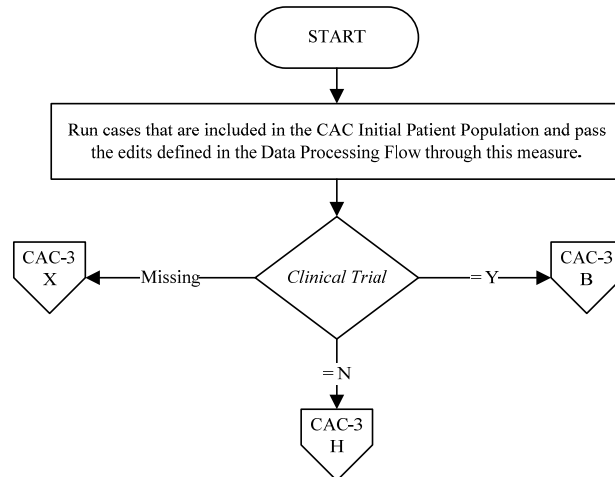 START
Run cases that are included in the CAC Initial Patient Population and pass
the edits defined in the Data Processing Flow through this measure.
CAC-3
X
Missing
Clinical Trial
= Y
CAC-3
B
= N
CAC-3
H